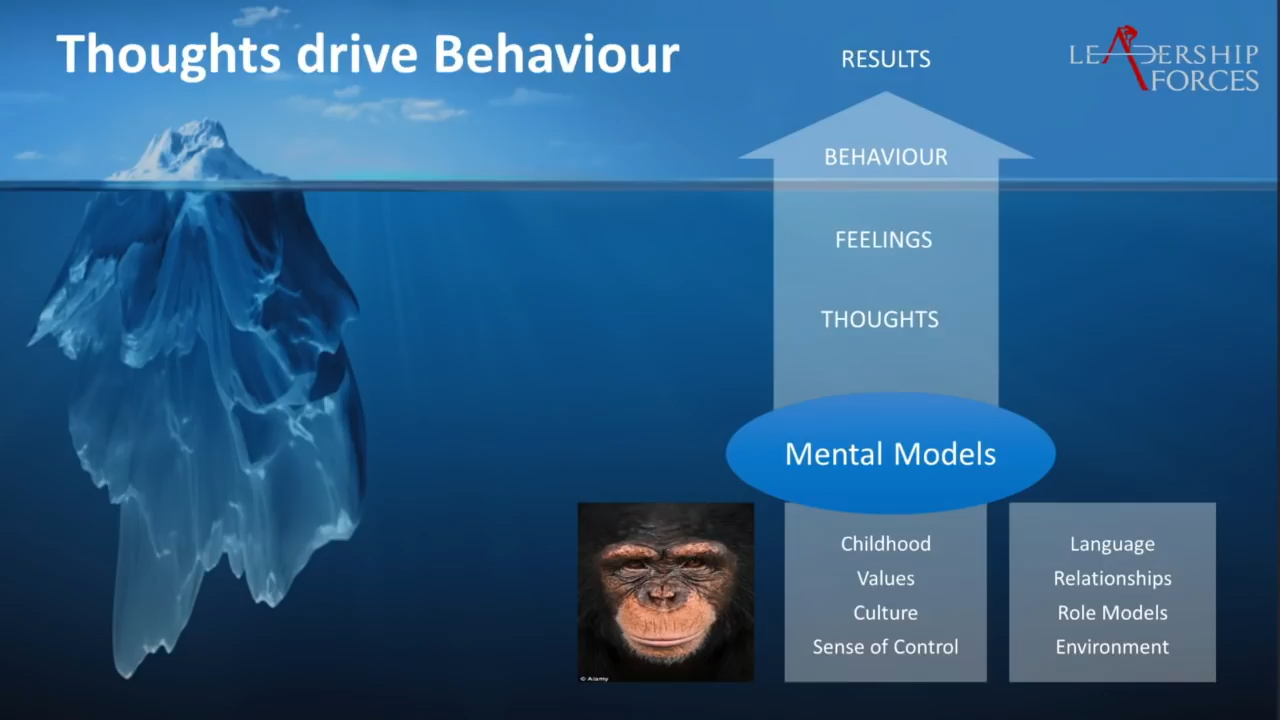 Thoughts drive Behaviour
RESULTS
LEADERSHIP
FORCES
BEHAVIOUR
FEELINGS
THOUGHTS
Mental Models
Childhood
Values
Culture
Sense of Control
Language
Relationships
Role Models
Environment
© Alamy